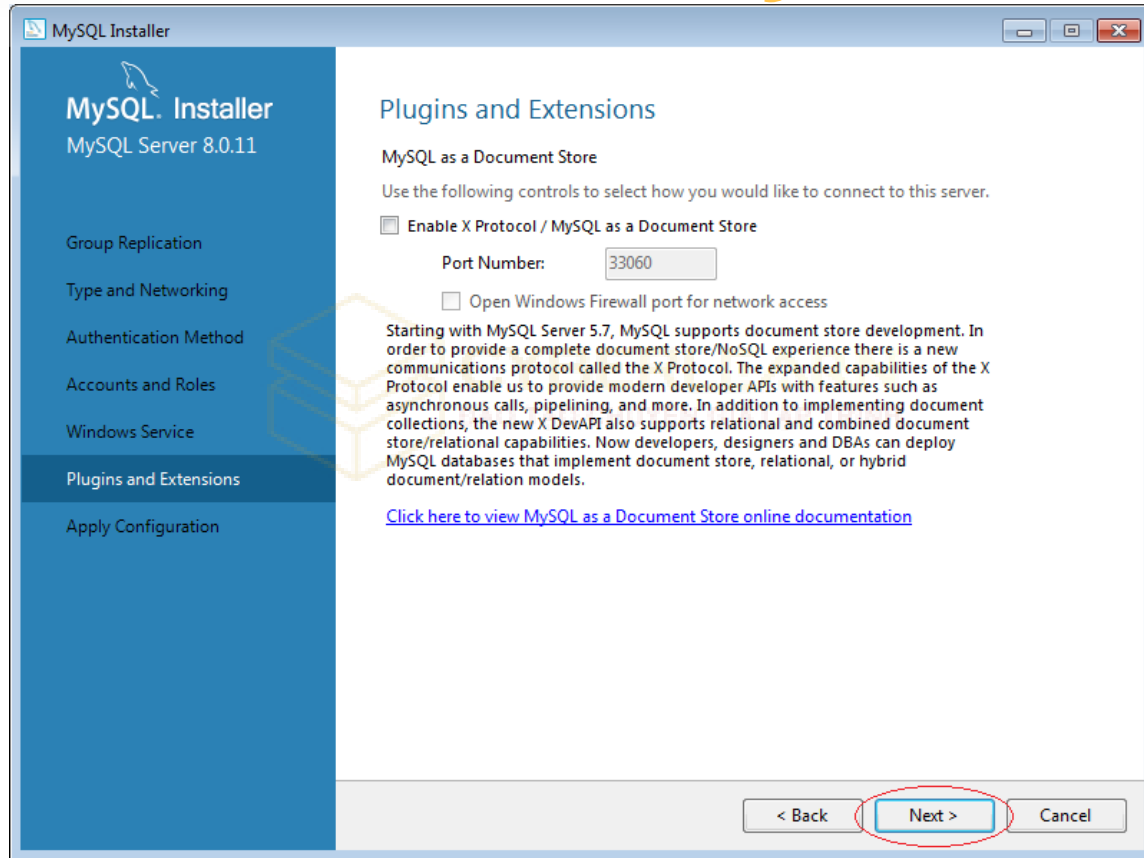 MySQL Installer
MySQL. Installer
MySQL Server 8.0.11
Group Replication
Type and Networking
Authentication Method
Accounts and Roles
Windows Service
Plugins and Extensions
Apply Configuration
Plugins and Extensions
MySQL as a Document Store
Use the following controls to select how you would like to connect to this server.
Enable X Protocol / MySQL as a Document Store
Port Number:
33060
Open Windows Firewall port for network access
Starting with MySQL Server 5.7, MySQL supports document store development. In
order to provide a complete document store/NoSQL experience there is a new
communications protocol called the X Protocol. The expanded capabilities of the X
Protocol enable us to provide modern developer APIs with features such as
asynchronous calls, pipelining, and more. In addition to implementing document
collections, the new X DevAPI also supports relational and combined document
store/relational capabilities. Now developers, designers and DBAs can deploy
MySQL databases that implement document store, relational, or hybrid
document/relation models.
Click here to view MySQL as a Document Store online documentation
< Back
Next >
Cancel